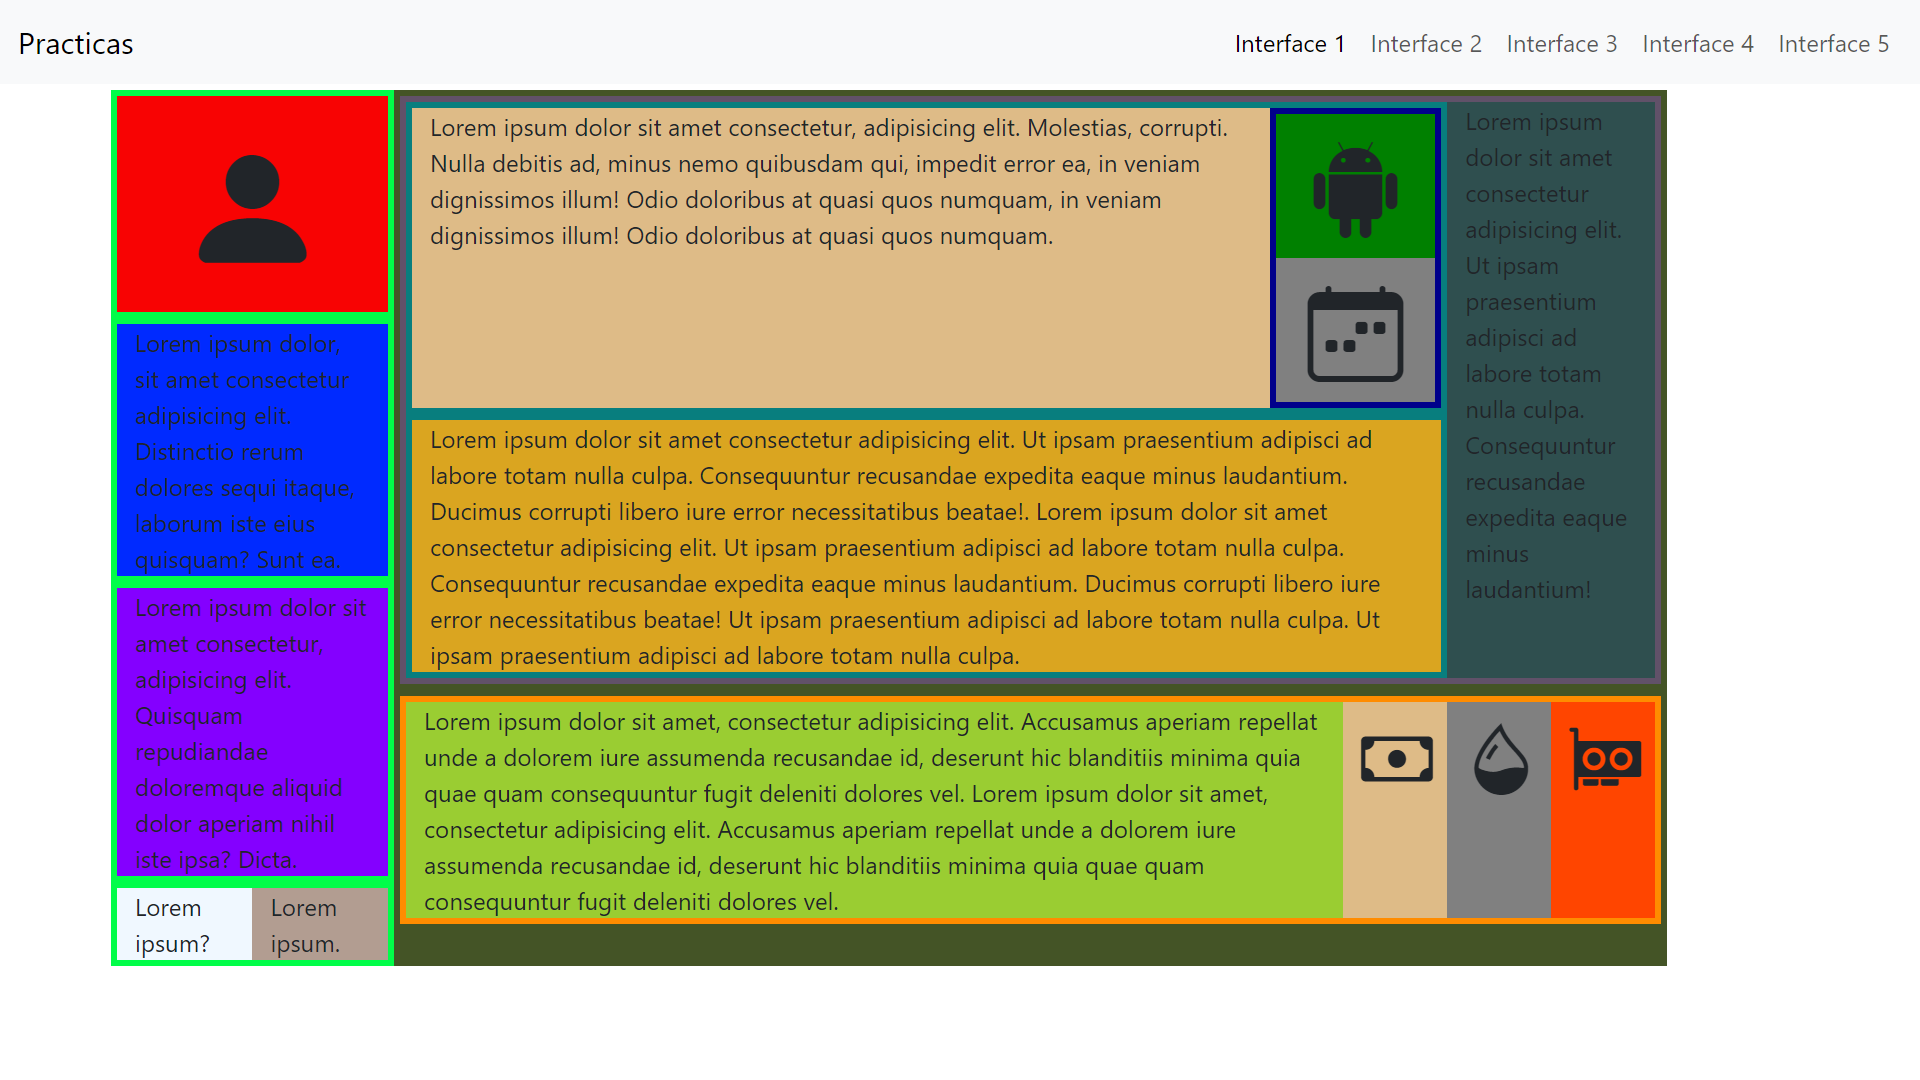 Practicas
Interface 1
Interface 2
Interface 3
Interface 4
Interface 5
Lorem ipsum dolor,
sit amet consectetur
adipisicing elit.
Distinctio rerum
dolores sequi itaque,
laborum iste eius
quisquam? Sunt ea.
Lorem ipsum dolor sit
amet consectetur,
adipisicing elit.
Quisquam
repudiandae
doloremque aliquid
dolor aperiam nihil
iste ipsa? Dicta.
Lorem
ipsum?
Lorem
ipsum.
Lorem ipsum dolor sit amet consectetur, adipisicing elit. Molestias, corrupti.
Nulla debitis ad, minus nemo quibusdam qui, impedit error ea, in veniam
dignissimos illum! Odio doloribus at quasi quos numquam, in veniam
dignissimos illum! Odio doloribus at quasi quos numquam.
Lorem ipsum dolor sit amet consectetur adipisicing elit. Ut ipsam praesentium adipisci ad
labore totam nulla culpa. Consequuntur recusandae expedita eaque minus laudantium.
Ducimus corrupti libero iure error necessitatibus beatae!. Lorem ipsum dolor sit amet
consectetur adipisicing elit. Ut ipsam praesentium adipisci ad labore totam nulla culpa.
Consequuntur recusandae expedita eaque minus laudantium. Ducimus corrupti libero iure
error necessitatibus beatae! Ut ipsam praesentium adipisci ad labore totam nulla culpa. Ut
ipsam praesentium adipisci ad labore totam nulla culpa.
Lorem ipsum
dolor sit amet
consectetur
adipisicing elit.
Ut ipsam
praesentium
adipisci ad
labore totam
nulla culpa.
Consequuntur
recusandae
expedita eaque
minus
laudantium!
Lorem ipsum dolor sit amet, consectetur adipisicing elit. Accusamus aperiam repellat
unde a dolorem iure assumenda recusandae id, deserunt hic blanditiis minima quia
quae quam consequuntur fugit deleniti dolores vel. Lorem ipsum dolor sit amet,
consectetur adipisicing elit. Accusamus aperiam repellat unde a dolorem iure
assumenda recusandae id, deserunt hic blanditiis minima quia quae quam
consequuntur fugit deleniti dolores vel.